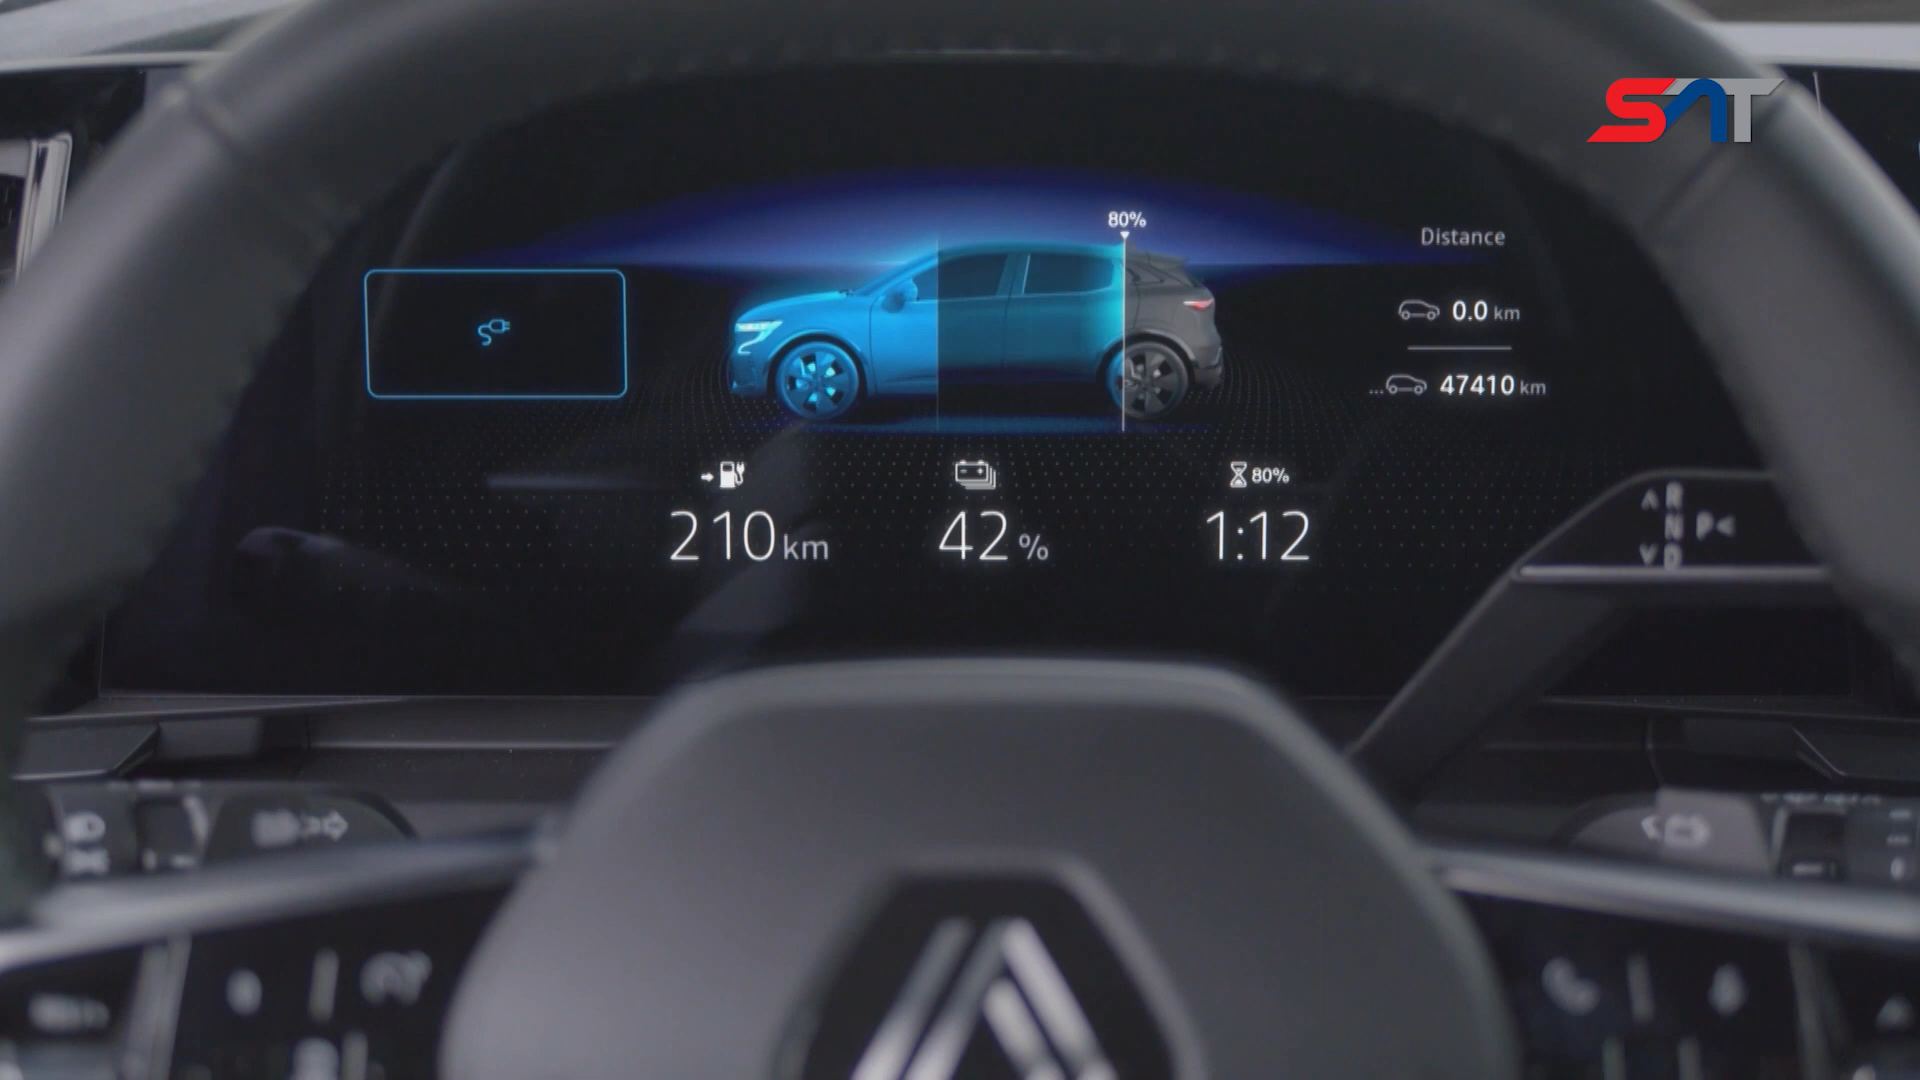 SAT
80%
Distance
0.0 km
...47410 km
80%
210 km
42 %
1:12
R
N P
D